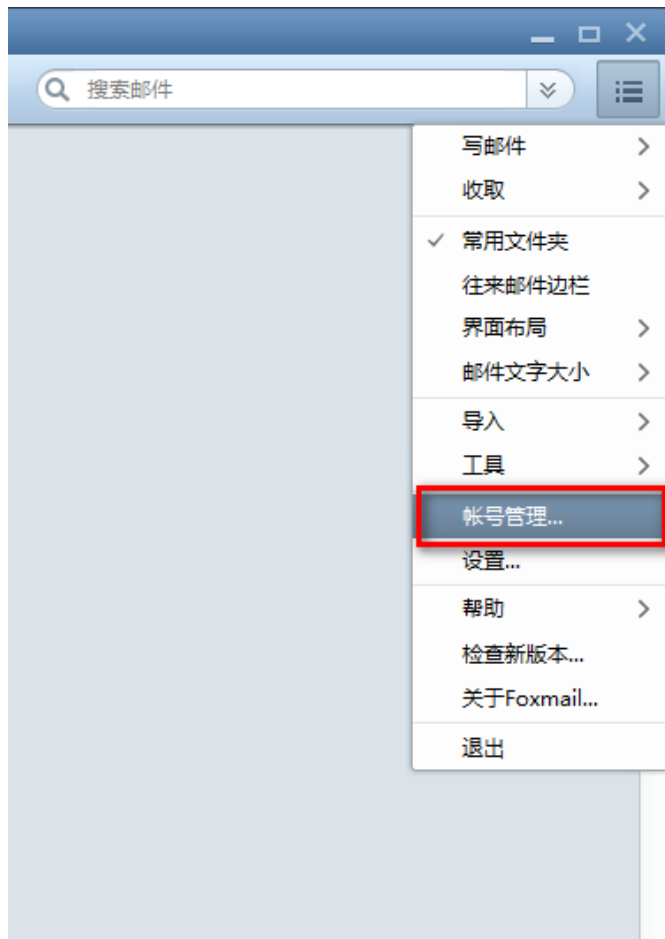 搜索邮件
写邮件
收取
常用文件夹
往来邮件边栏
界面布局
邮件文字大小
导入
工具
帐号管理...
设置...
帮助
检查新版本...
关于Foxmail...
退出